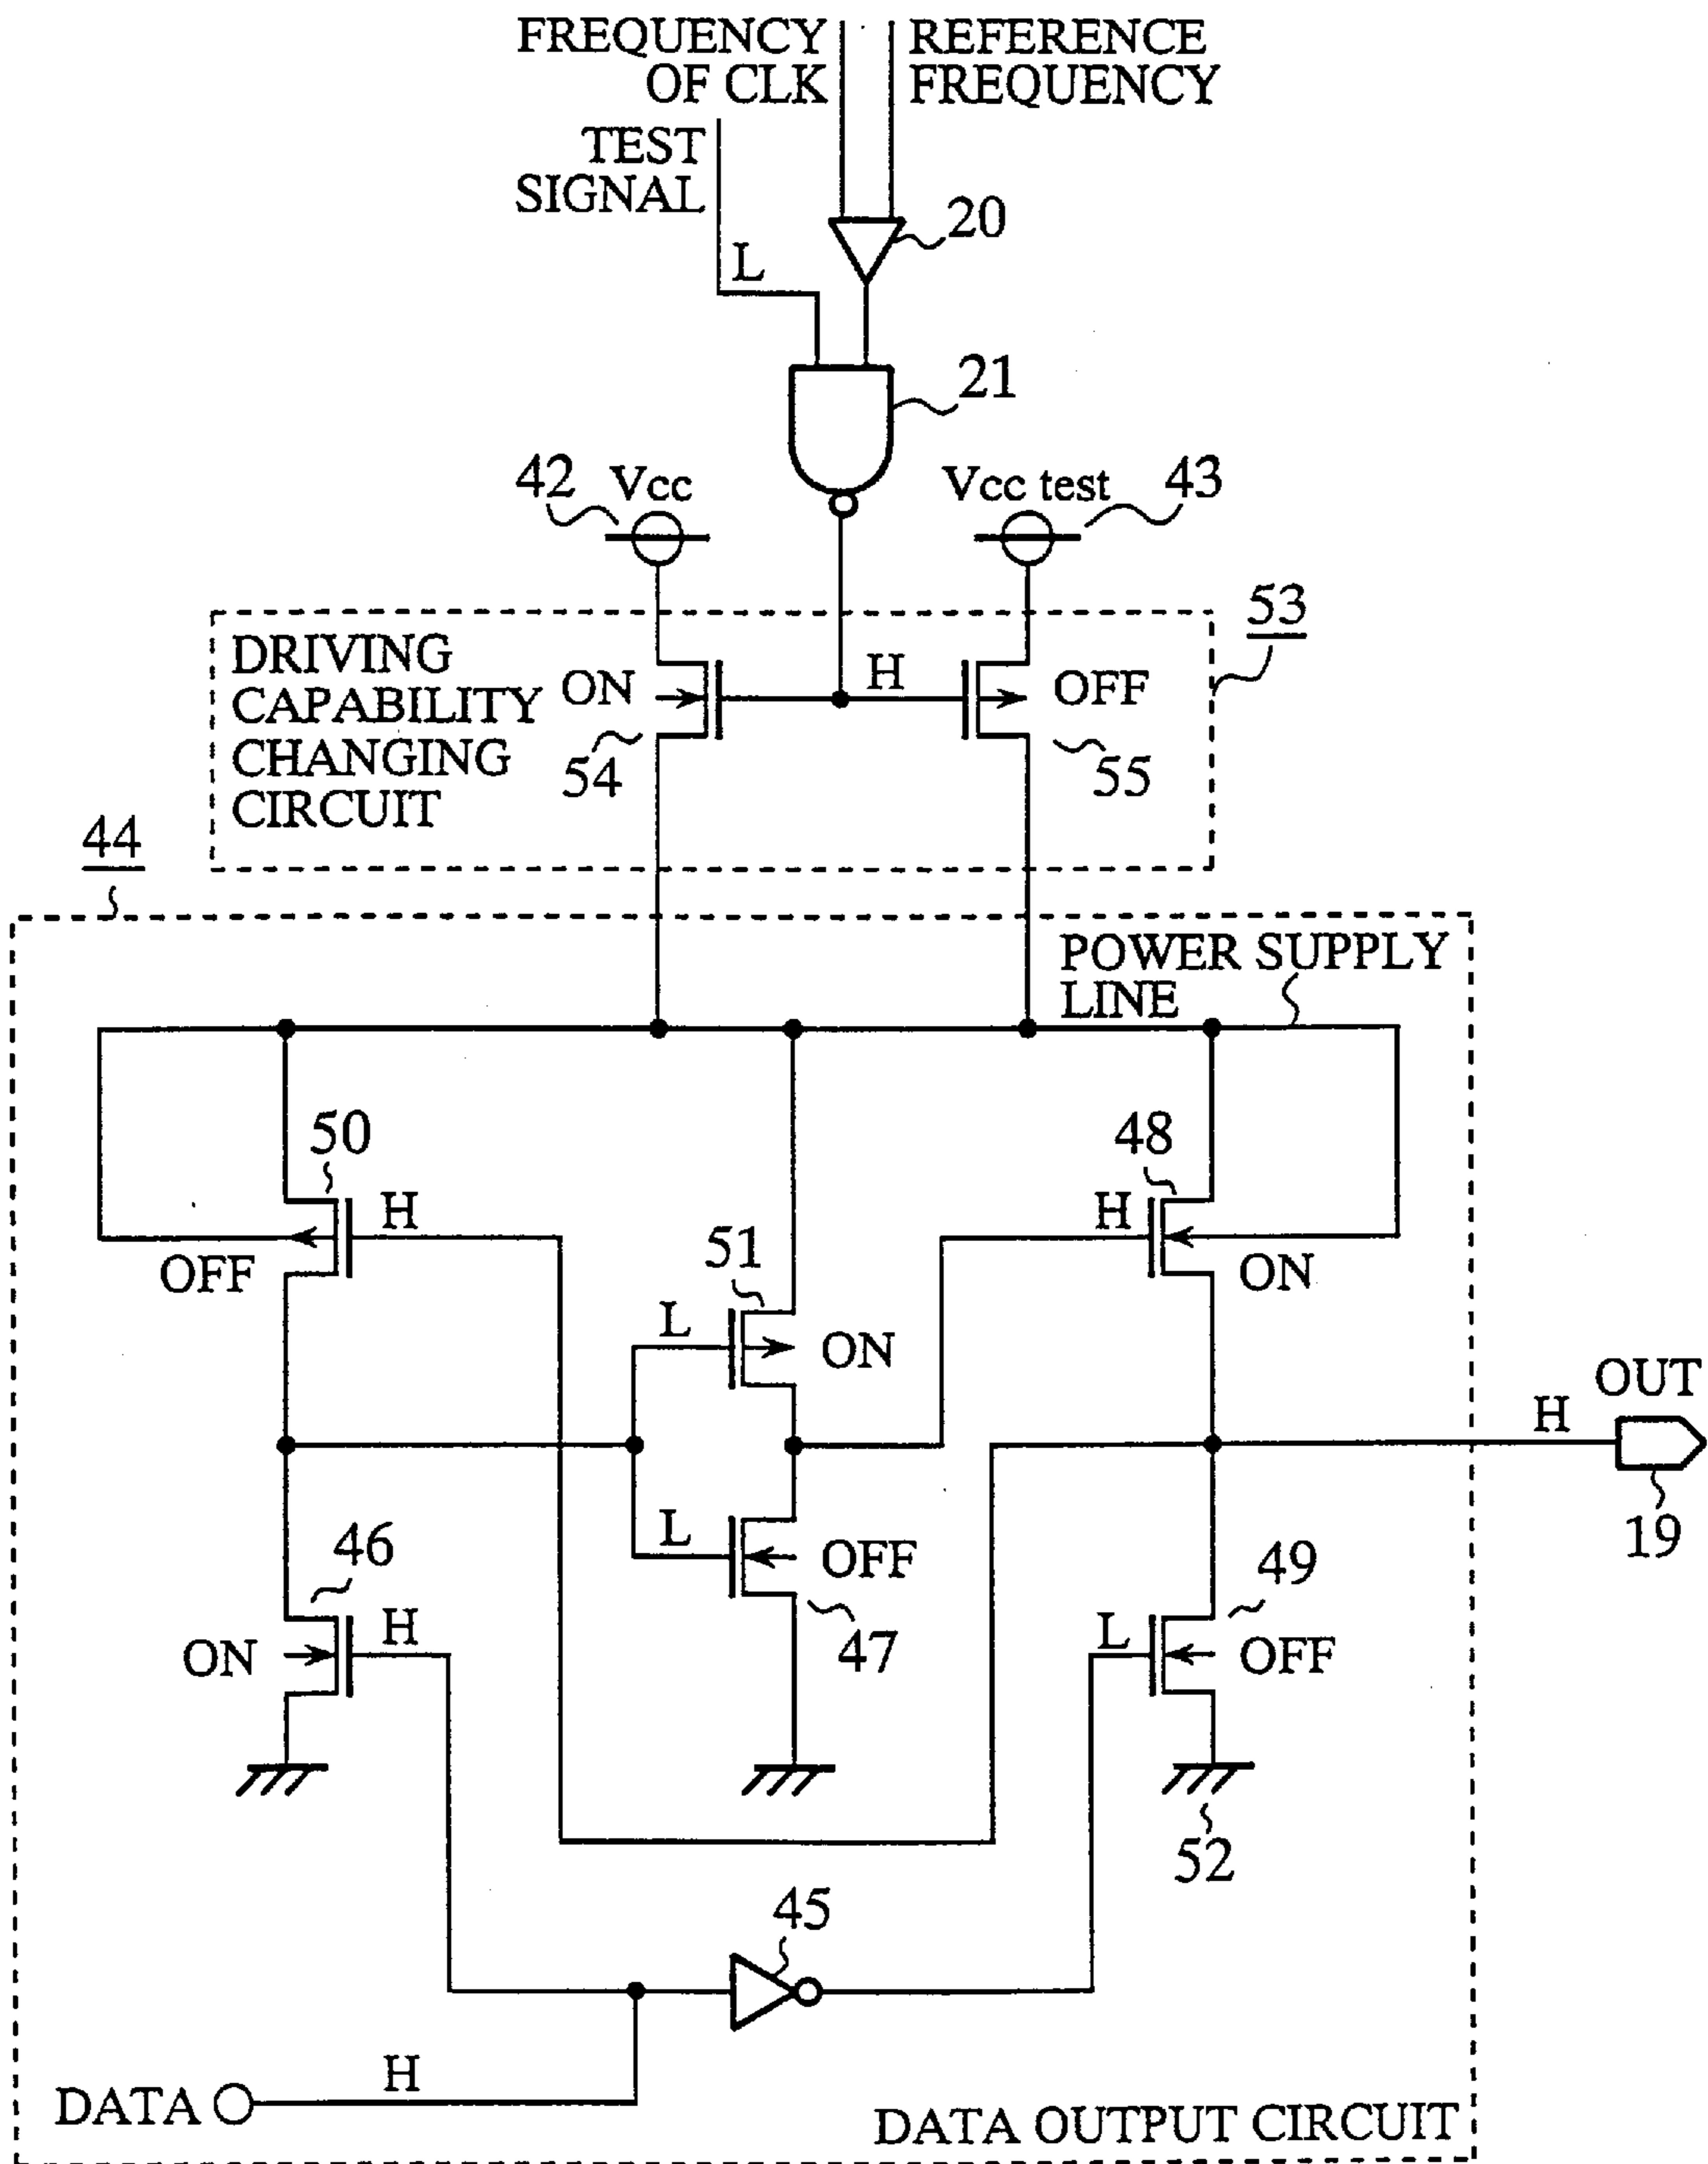 FREQUENCY OF CLK
REFERENCE FREQUENCY
TEST SIGNAL
L
20
21
42
Vcc
Vcc test
43
53
DRIVING CAPABILITY CHANGING CIRCUIT
ON
H
OFF
54
55
44
POWER SUPPLY LINE
50
H
OFF
48
H
ON
51
L
ON
OUT
H
19
L
OFF
47
46
H
ON
49
L
OFF
52
45
H
DATA
DATA OUTPUT CIRCUIT